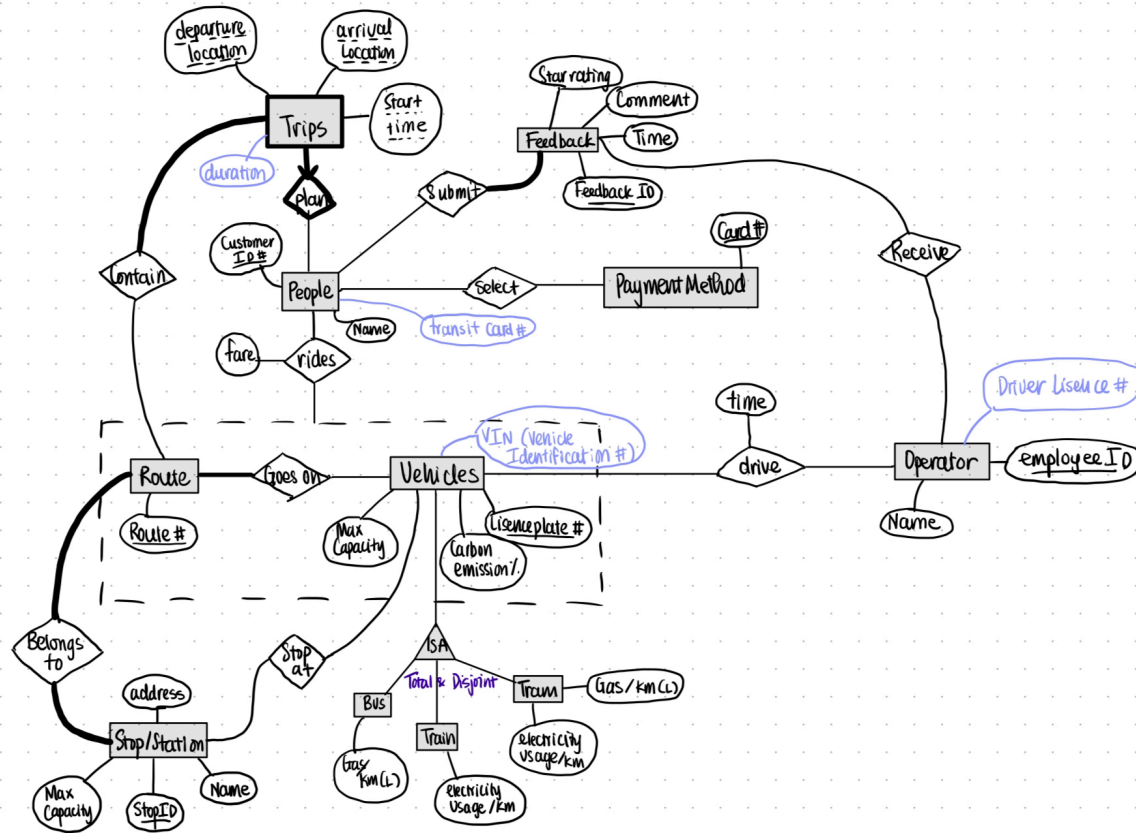 departure
location
arrival
location
Trips
Start
time
duration
plan
Star rating
Comment
Feedback
Time
Feedback ID
Submit
Customer
ID#
People
Name
transit Card #
Select
Card #
Payment Method
Receive
Contain
fare
rides
Driver Lisence #
time
VIN (Vehicle
Identification #)
Route
Goes on
Vehicles
drive
Operator
employee ID
Route #
Max
Capacity
Carbon
emission%
Lisenceplate #
Name
Belongs
to
Stop
at
ISA
Total & Disjoint
Bus
Train
Tram
Gas/km(L)
address
Stop/Station
Gas/
km(L)
electricity
usage/km
electricity
usage/km
Max
Capacity
StopID
Name